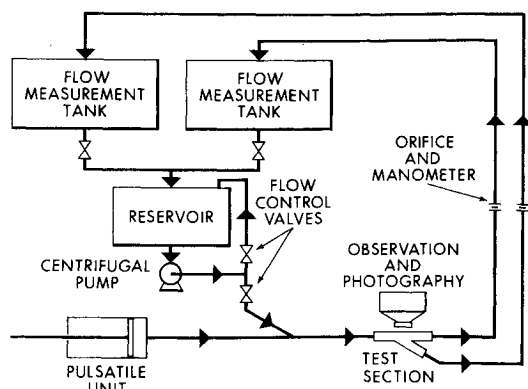 FLOW
MEASUREMENT
TANK
FLOW
MEASUREMENT
TANK
ORIFICE
AND
MANOMETER
FLOW
CONTROL
VALVES
RESERVOIR
OBSERVATION
AND
PHOTOGRAPHY
CENTRIFUGAL
PUMP
TEST
SECTION
PULSATILE
UNIT